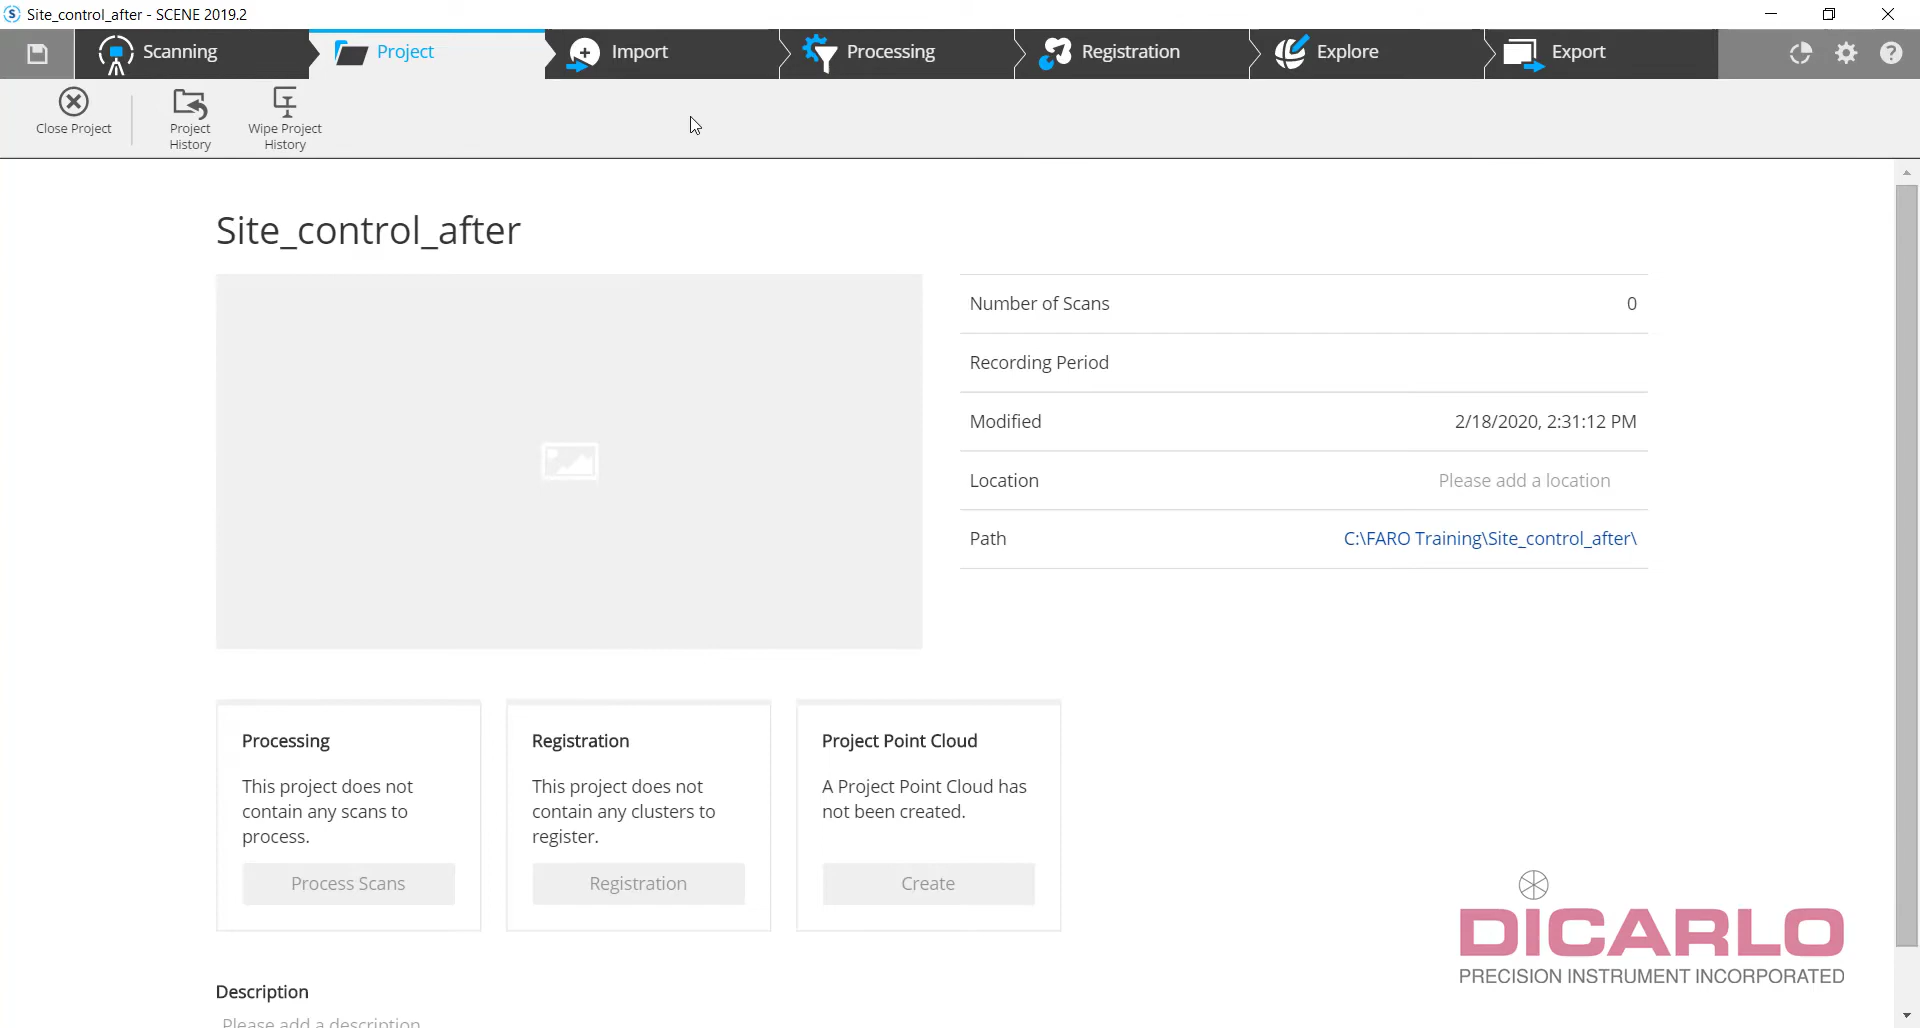 Site_control_after - SCENE 2019.2
Scanning
Project
Import
Processing
Registration
Explore
Export
Close Project
Project
History
Wipe Project
History
Site_control_after
Number of Scans 0
Recording Period
Modified 2/18/2020, 2:31:12 PM
Location Please add a location
Path C:\FARO Training\Site_control_after\
Processing
This project does not
contain any scans to
process.
Process Scans
Registration
This project does not
contain any clusters to
register.
Registration
Project Point Cloud
A Project Point Cloud has
not been created.
Create
DICARLO
PRECISION INSTRUMENT INCORPORATED
Description
Please add a description